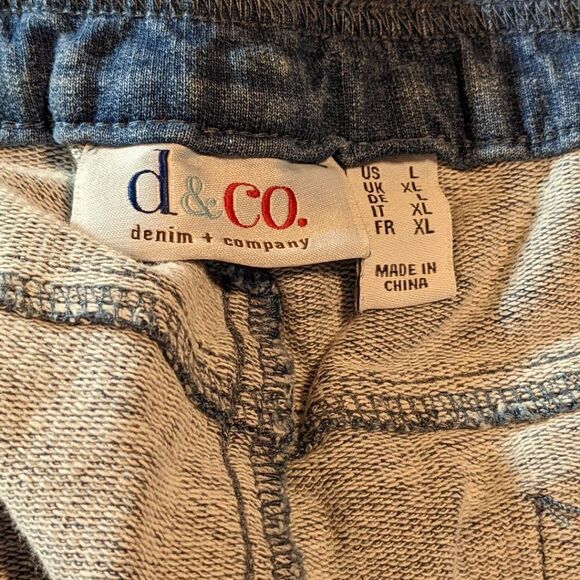 d&co.
denim + company
US L
UK XL
DE L
IT XL
FR XL
MADE IN
CHINA